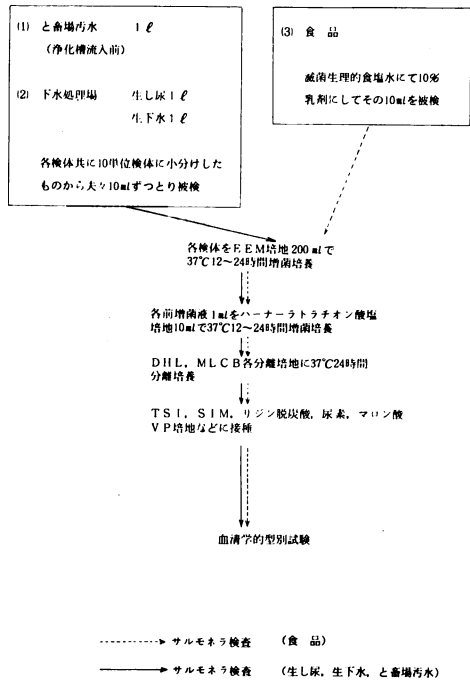 (1) と畜場汚水 1ℓ
(浄化槽流入前)
(2) 下水処理場 生し尿1ℓ
生下水1ℓ
各検体共に10単位検体に小分けした
ものから夫々10mlずつとり被検
(3) 食品
滅菌生理的食塩水にて10%
乳剤にしてその10mlを被検
各検体をEEM培地200mlで
37℃12～24時間増菌培養
各前増菌液1mlをハーナーラトラチオン酸塩
培地10mlで37℃12～24時間増菌培養
DHL, MLCB各分離培地に37℃24時間
分離培養
TSI, SIM, リジン脱炭酸, 尿素, マロン酸
VP培地などに接種
血清学的型別試験
サルモネラ検査 (食品)
サルモネラ検査 (生し尿, 生下水, と畜場汚水)